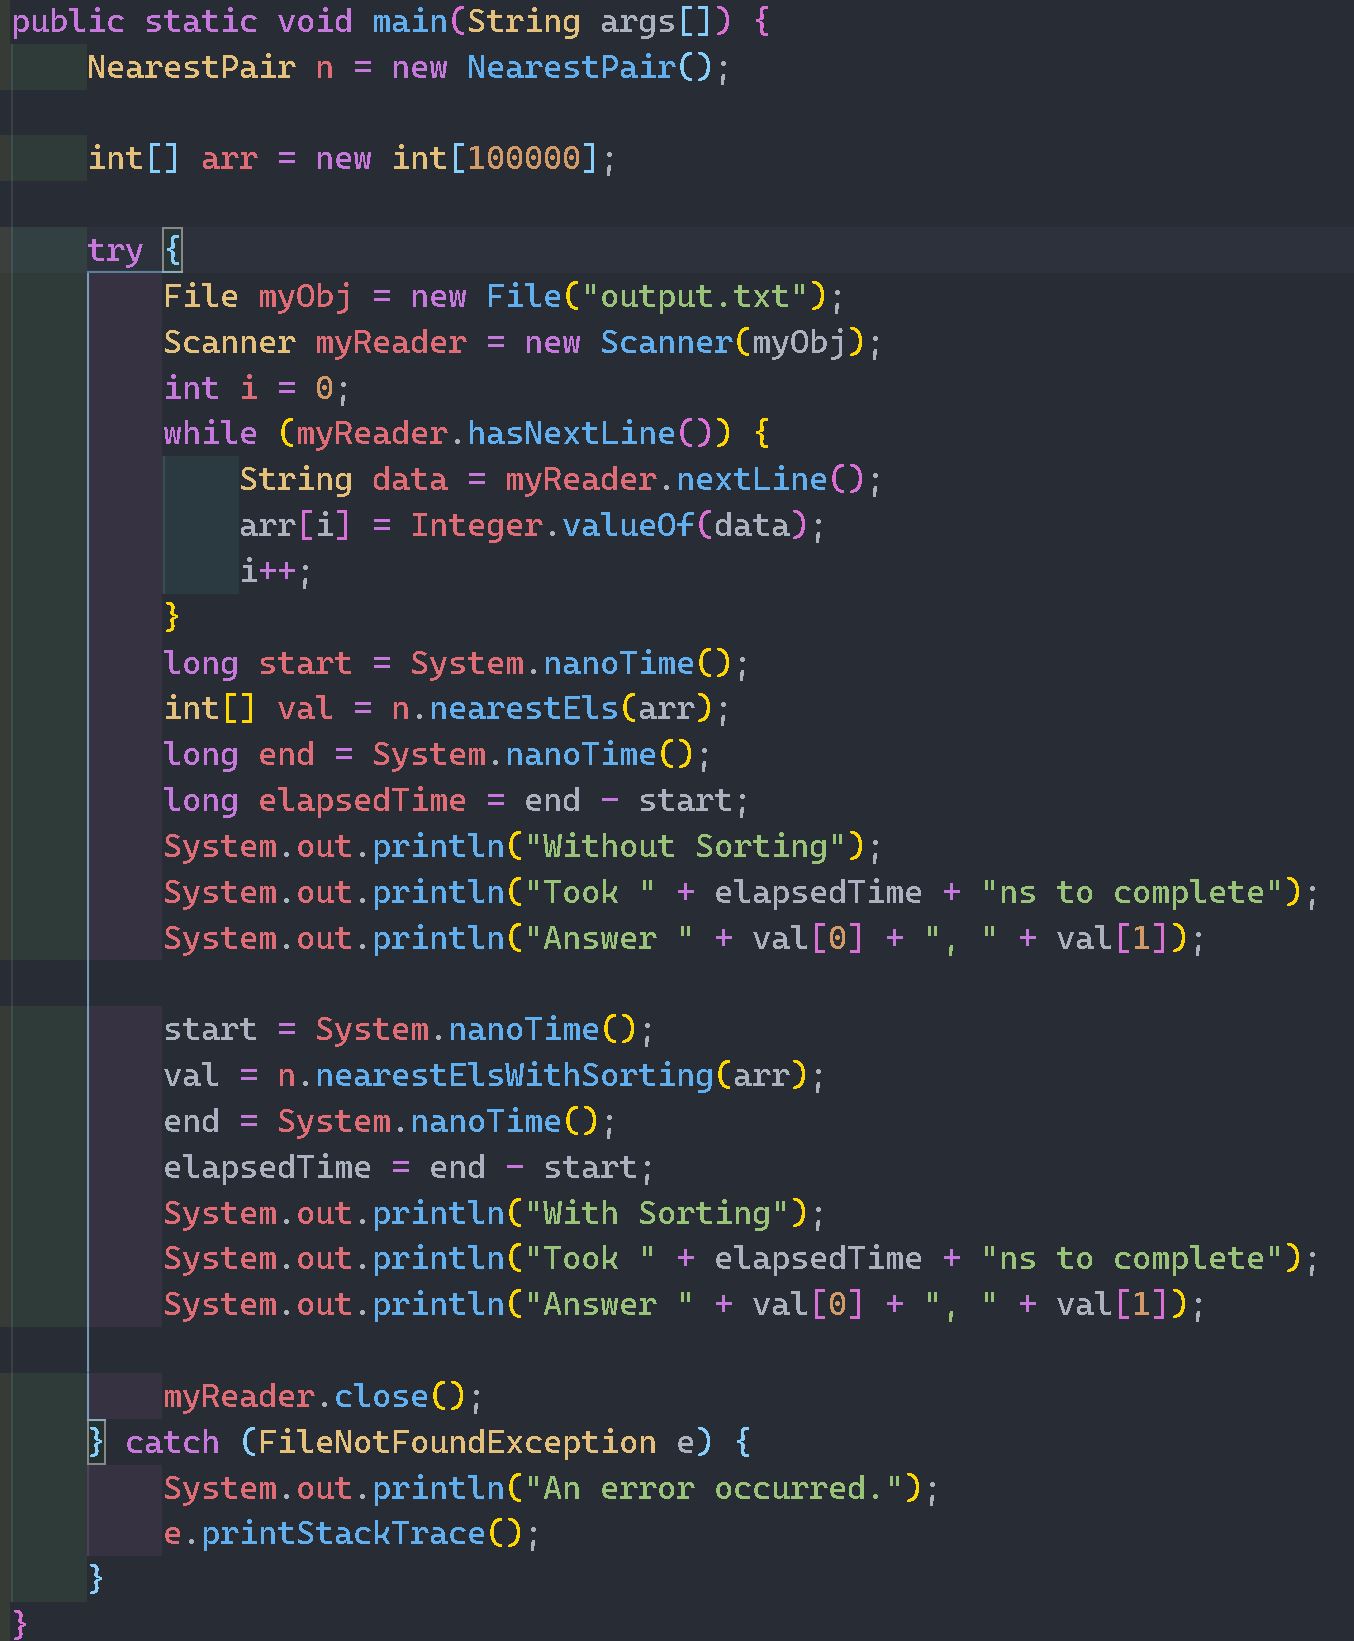 public static void main(String args[]) {
    NearestPair n = new NearestPair();

    int[] arr = new int[100000];

    try {
        File myObj = new File("output.txt");
        Scanner myReader = new Scanner(myObj);
        int i = 0;
        while (myReader.hasNextLine()) {
            String data = myReader.nextLine();
            arr[i] = Integer.valueOf(data);
            i++;
        }
        long start = System.nanoTime();
        int[] val = n.nearestEls(arr);
        long end = System.nanoTime();
        long elapsedTime = end - start;
        System.out.println("Without Sorting");
        System.out.println("Took " + elapsedTime + "ns to complete");
        System.out.println("Answer " + val[0] + ", " + val[1]);

        start = System.nanoTime();
        val = n.nearestElsWithSorting(arr);
        end = System.nanoTime();
        elapsedTime = end - start;
        System.out.println("With Sorting");
        System.out.println("Took " + elapsedTime + "ns to complete");
        System.out.println("Answer " + val[0] + ", " + val[1]);

        myReader.close();
    } catch (FileNotFoundException e) {
        System.out.println("An error occurred.");
        e.printStackTrace();
    }
}